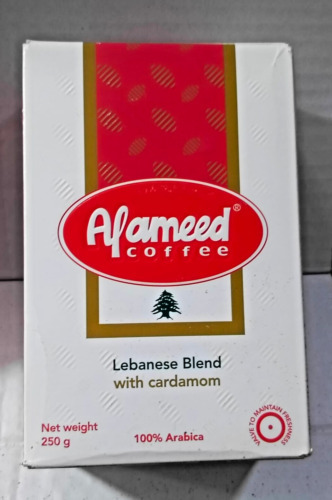 Alameed®
COFFEE
Lebanese Blend
with cardamom
Net weight
250 g
100% Arabica
VALVE TO MAINTAIN FRESHNESS